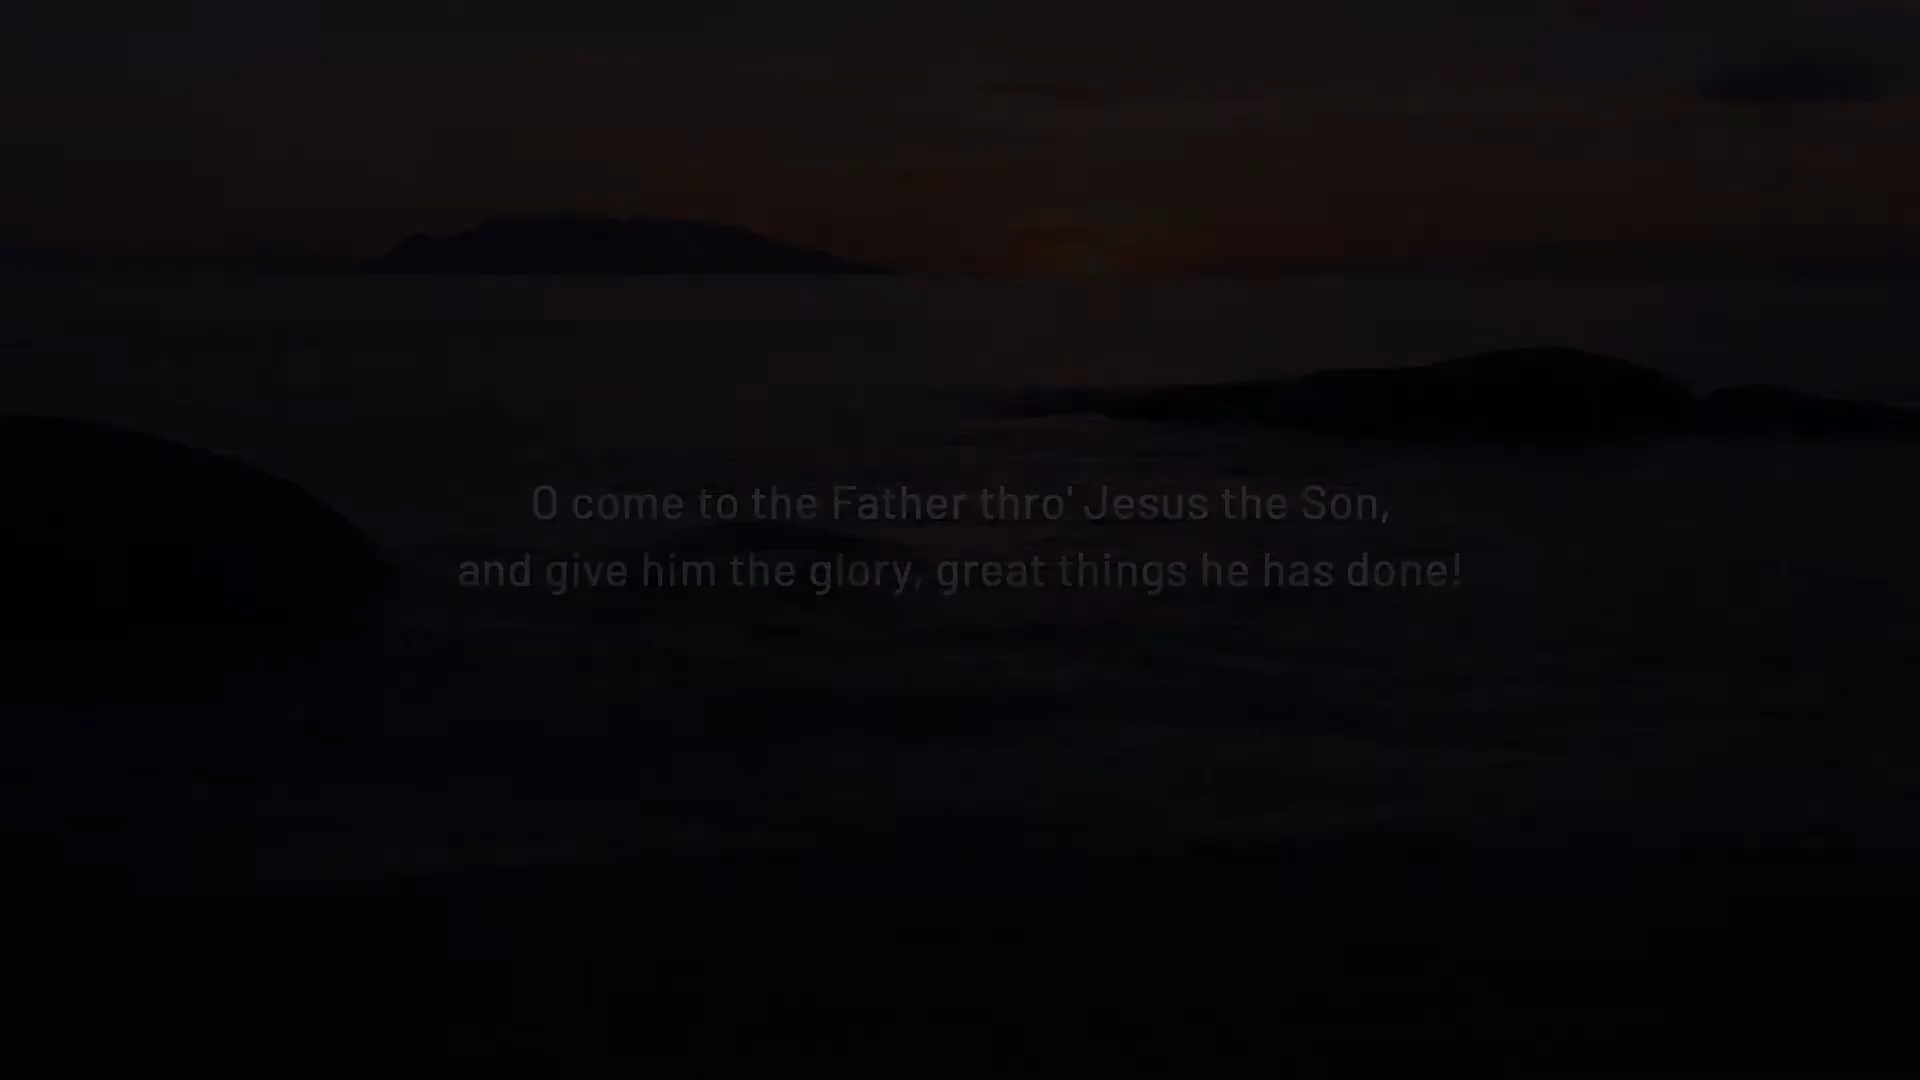 O come to the Father thro' Jesus the Son,
and give him the glory, great things he has done!